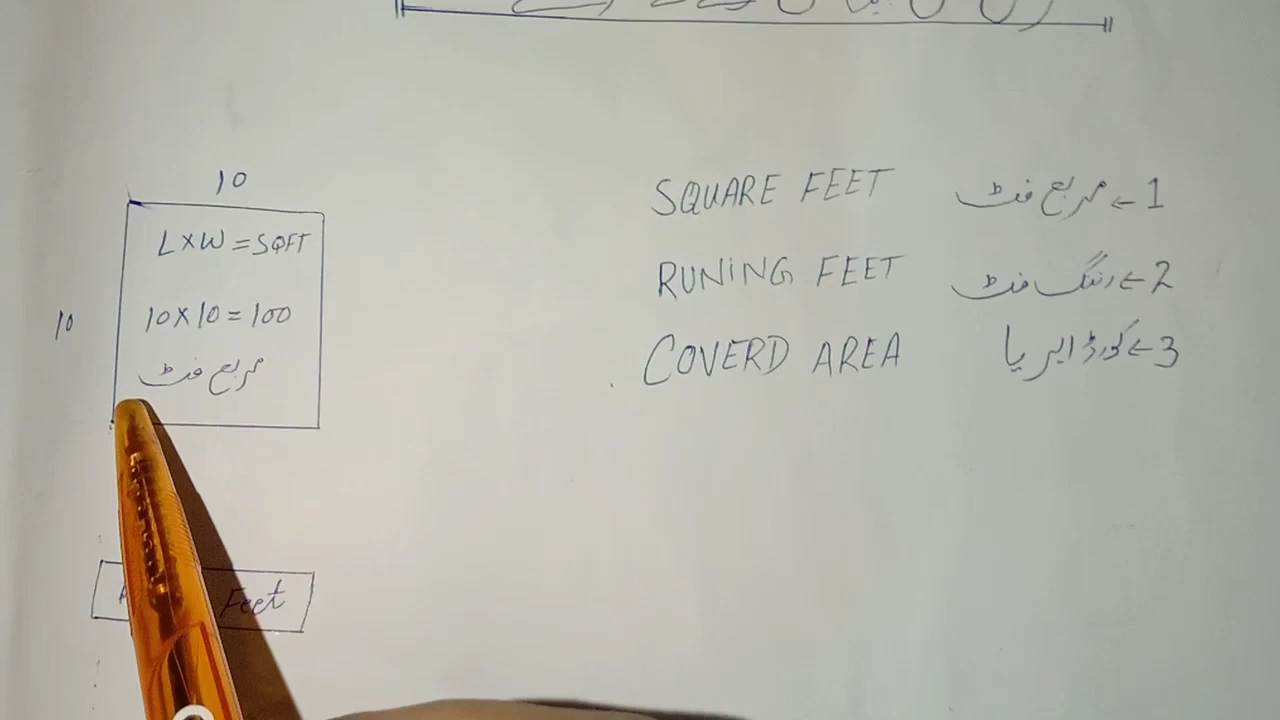 10
L×W=SQFT
10
10×10=100
مربع فٹ
Feet
SQUARE FEET مربع فٹ ←1
RUNING FEET رننگ فٹ ←2
COVERD AREA کورڈ ایریا ←3